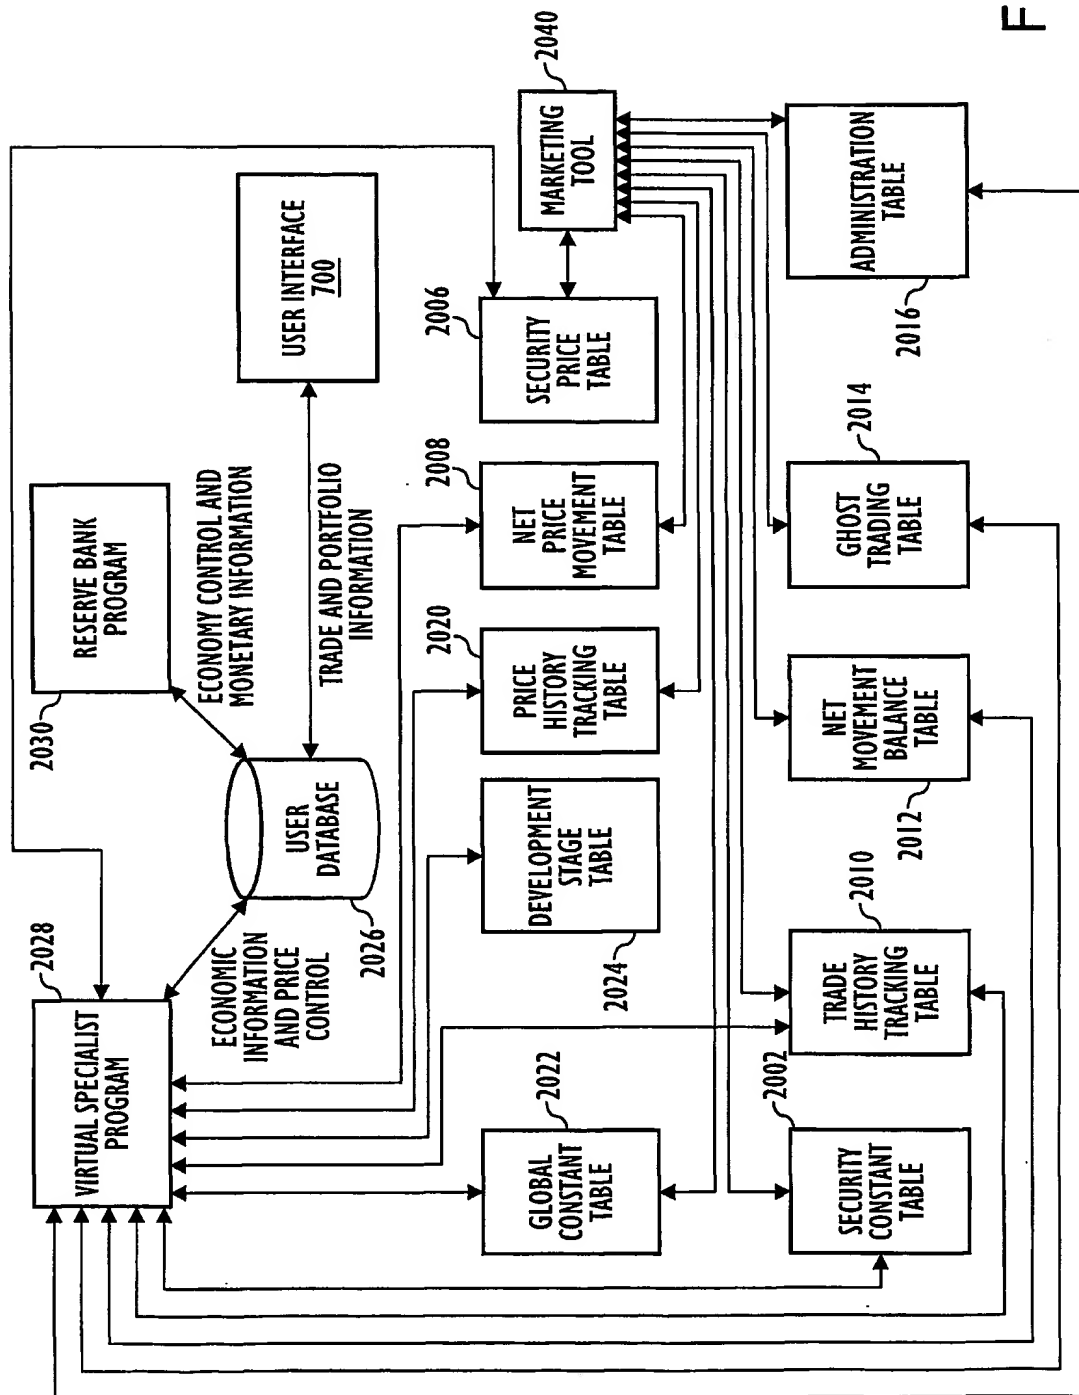 2028
VIRTUAL SPECIALIST
PROGRAM
2030
RESERVE BANK
PROGRAM
ECONOMY CONTROL AND
MONETARY INFORMATION
ECONOMIC
INFORMATION
AND PRICE
CONTROL
USER
DATABASE
2026
TRADE AND PORTFOLIO
INFORMATION
USER INTERFACE
700
2022
GLOBAL
CONSTANT
TABLE
DEVELOPMENT
STAGE
TABLE
2024
2020
PRICE
HISTORY
TRACKING
TABLE
2008
NET
PRICE
MOVEMENT
TABLE
2006
SECURITY
PRICE
TABLE
2040
MARKETING
TOOL
2002
SECURITY
CONSTANT
TABLE
2010
TRADE
HISTORY
TRACKING
TABLE
NET
MOVEMENT
BALANCE
TABLE
2012
2014
GHOST
TRADING
TABLE
ADMINISTRATION
TABLE
2016
F